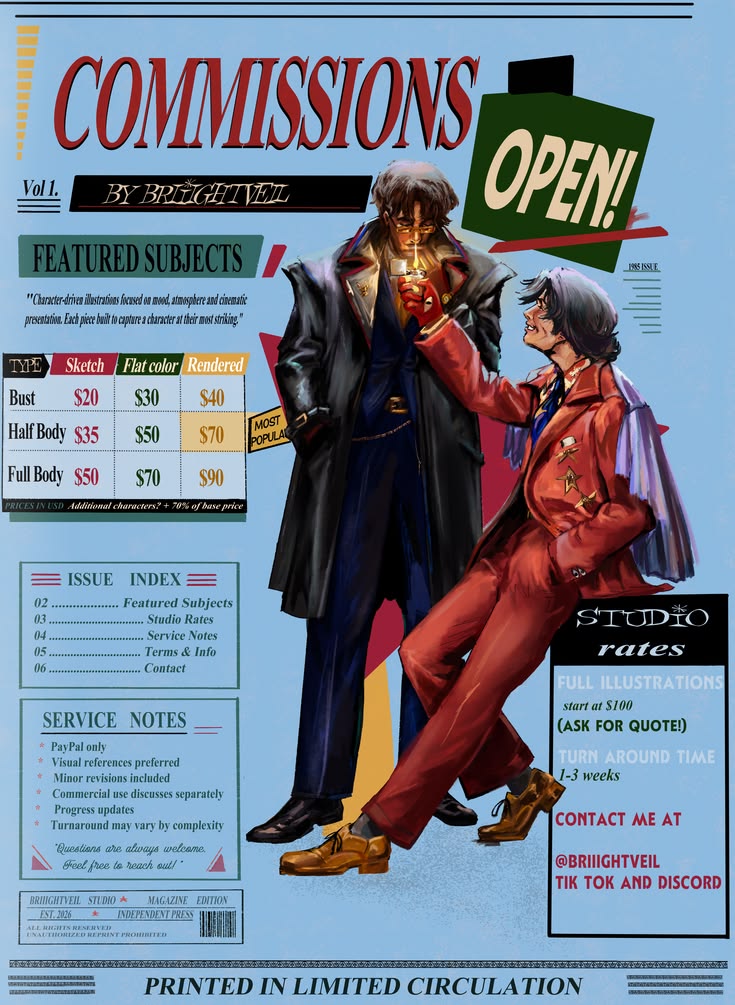 COMMISSIONS
OPEN!
Vol 1.
BY BRIIIGHTVEIL
1985 ISSUE
FEATURED SUBJECTS
"Character-driven illustrations focused on mood, atmosphere and cinematic
presentation. Each piece built to capture a character at their most striking."
TYPE Sketch Flat color Rendered
Bust $20 $30 $40
Half Body $35 $50 $70
MOST
POPULA
Full Body $50 $70 $90
PRICES IN USD Additional characters? + 70% of base price
ISSUE INDEX
02 .................. Featured Subjects
03 ......................... Studio Rates
04 ......................... Service Notes
05 ......................... Terms & Info
06 ......................... Contact
SERVICE NOTES
* PayPal only
* Visual references preferred
* Minor revisions included
* Commercial use discusses separately
* Progress updates
* Turnaround may vary by complexity
"Questions are always welcome.
Feel free to reach out! "
BRIIIGHTVEIL STUDIO * MAGAZINE EDITION
EST. 2026 * INDEPENDENT PRESS
ALL RIGHTS RESERVED
UNAUTHORIZED REPRINT PROHIBITED
STUDIO
rates
FULL ILLUSTRATIONS
start at $100
(ASK FOR QUOTE!)
TURN AROUND TIME
1-3 weeks
CONTACT ME AT
@BRIIIGHTVEIL
TIK TOK AND DISCORD
PRINTED IN LIMITED CIRCULATION